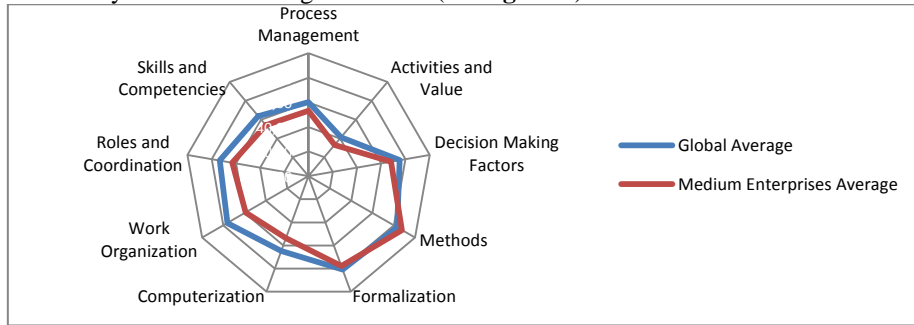 Process
Management
Activities and
Value
Decision Making
Factors
Methods
Formalization
Computerization
Work
Organization
Roles and
Coordination
Skills and
Competencies
Global Average
Medium Enterprises Average